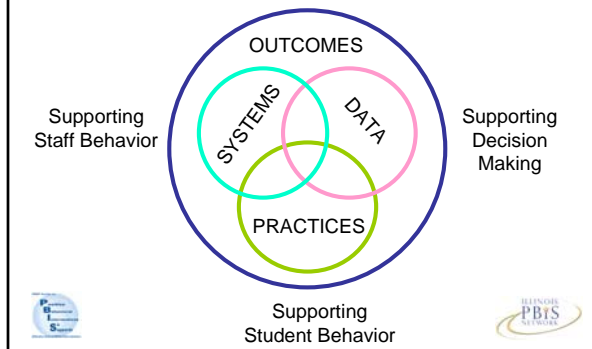 OUTCOMES
SYSTEMS
DATA
PRACTICES
Supporting
Staff Behavior
Supporting
Decision
Making
Supporting
Student Behavior
ILLINOIS
PBIS
NETWORK